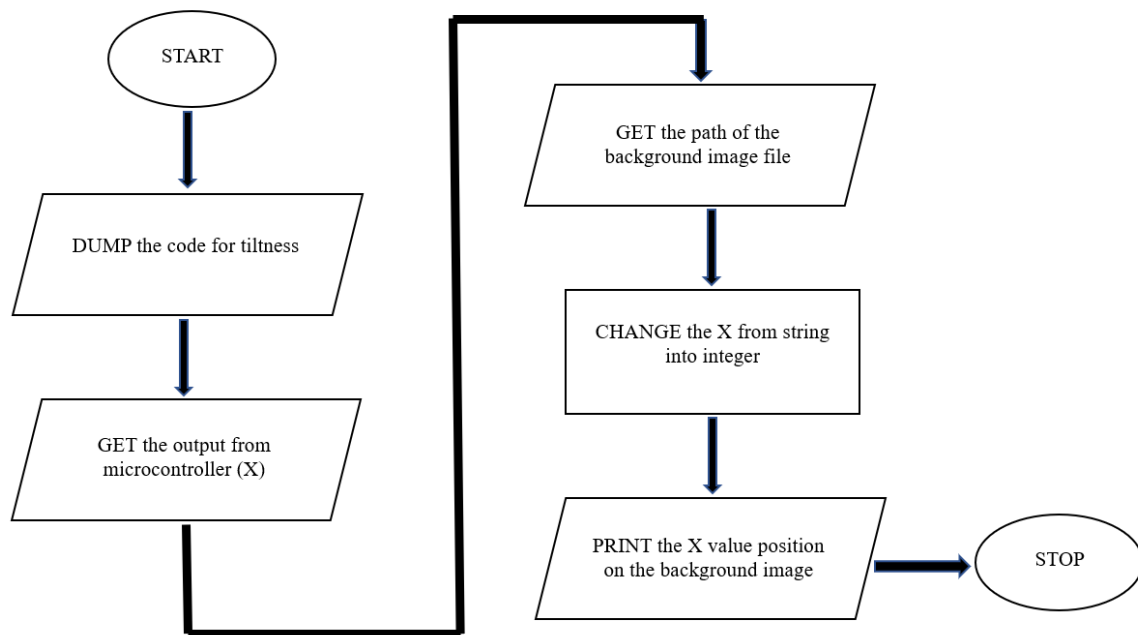 START
DUMP the code for tiltness
GET the output from
microcontroller (X)
GET the path of the
background image file
CHANGE the X from string
into integer
PRINT the X value position
on the background image
STOP